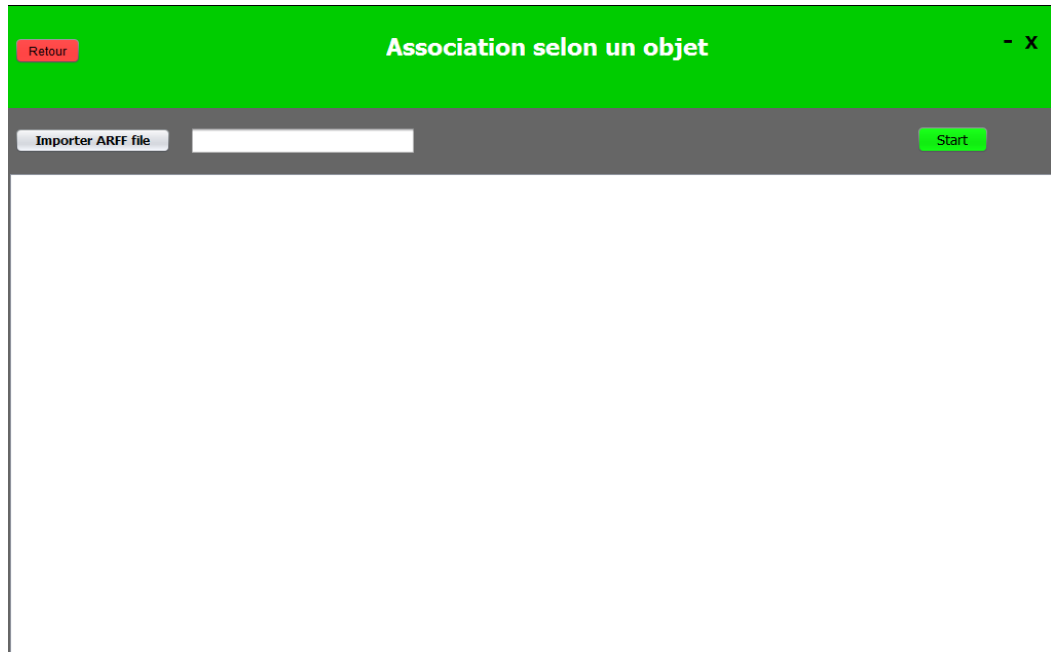 Retour
Association selon un objet
- x
Importer ARFF file
Start